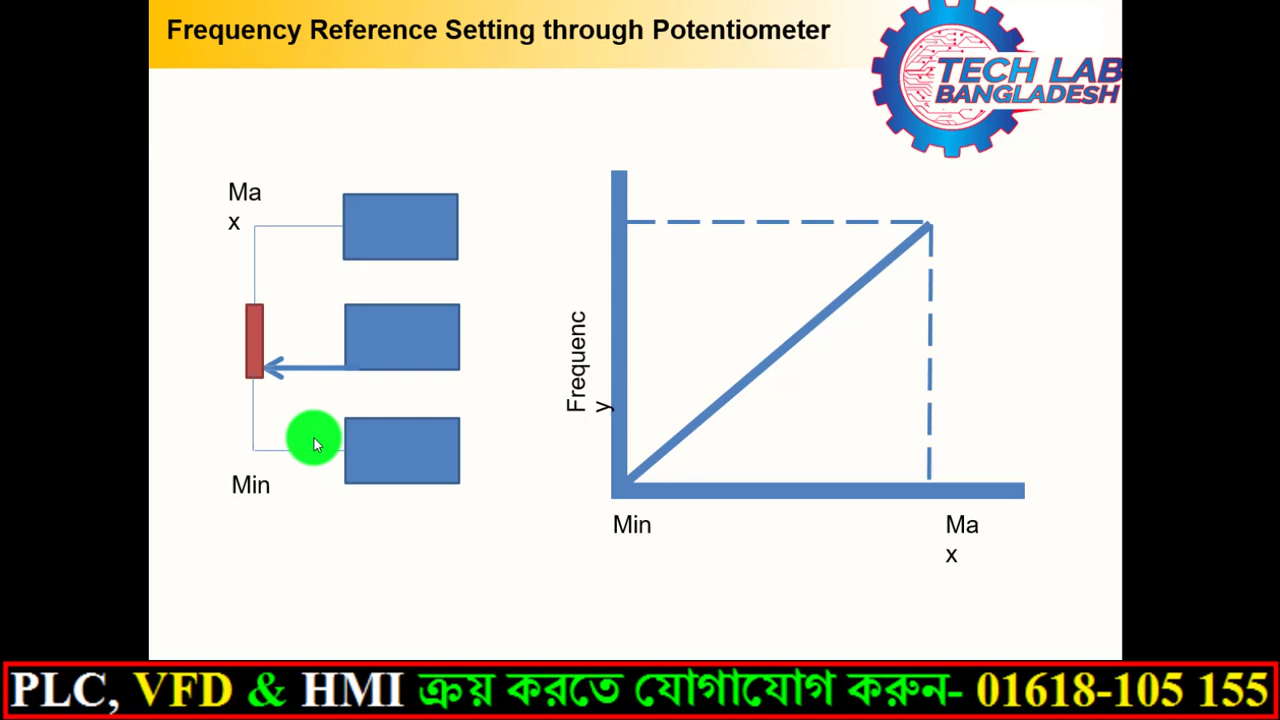 Frequency Reference Setting through Potentiometer
TECH LAB
BANGLADESH
Ma
x
Min
Frequenc
y
Min
Ma
x
PLC, VFD & HMI ক্রয় করতে যোগাযোগ করুন- 01618-105 155